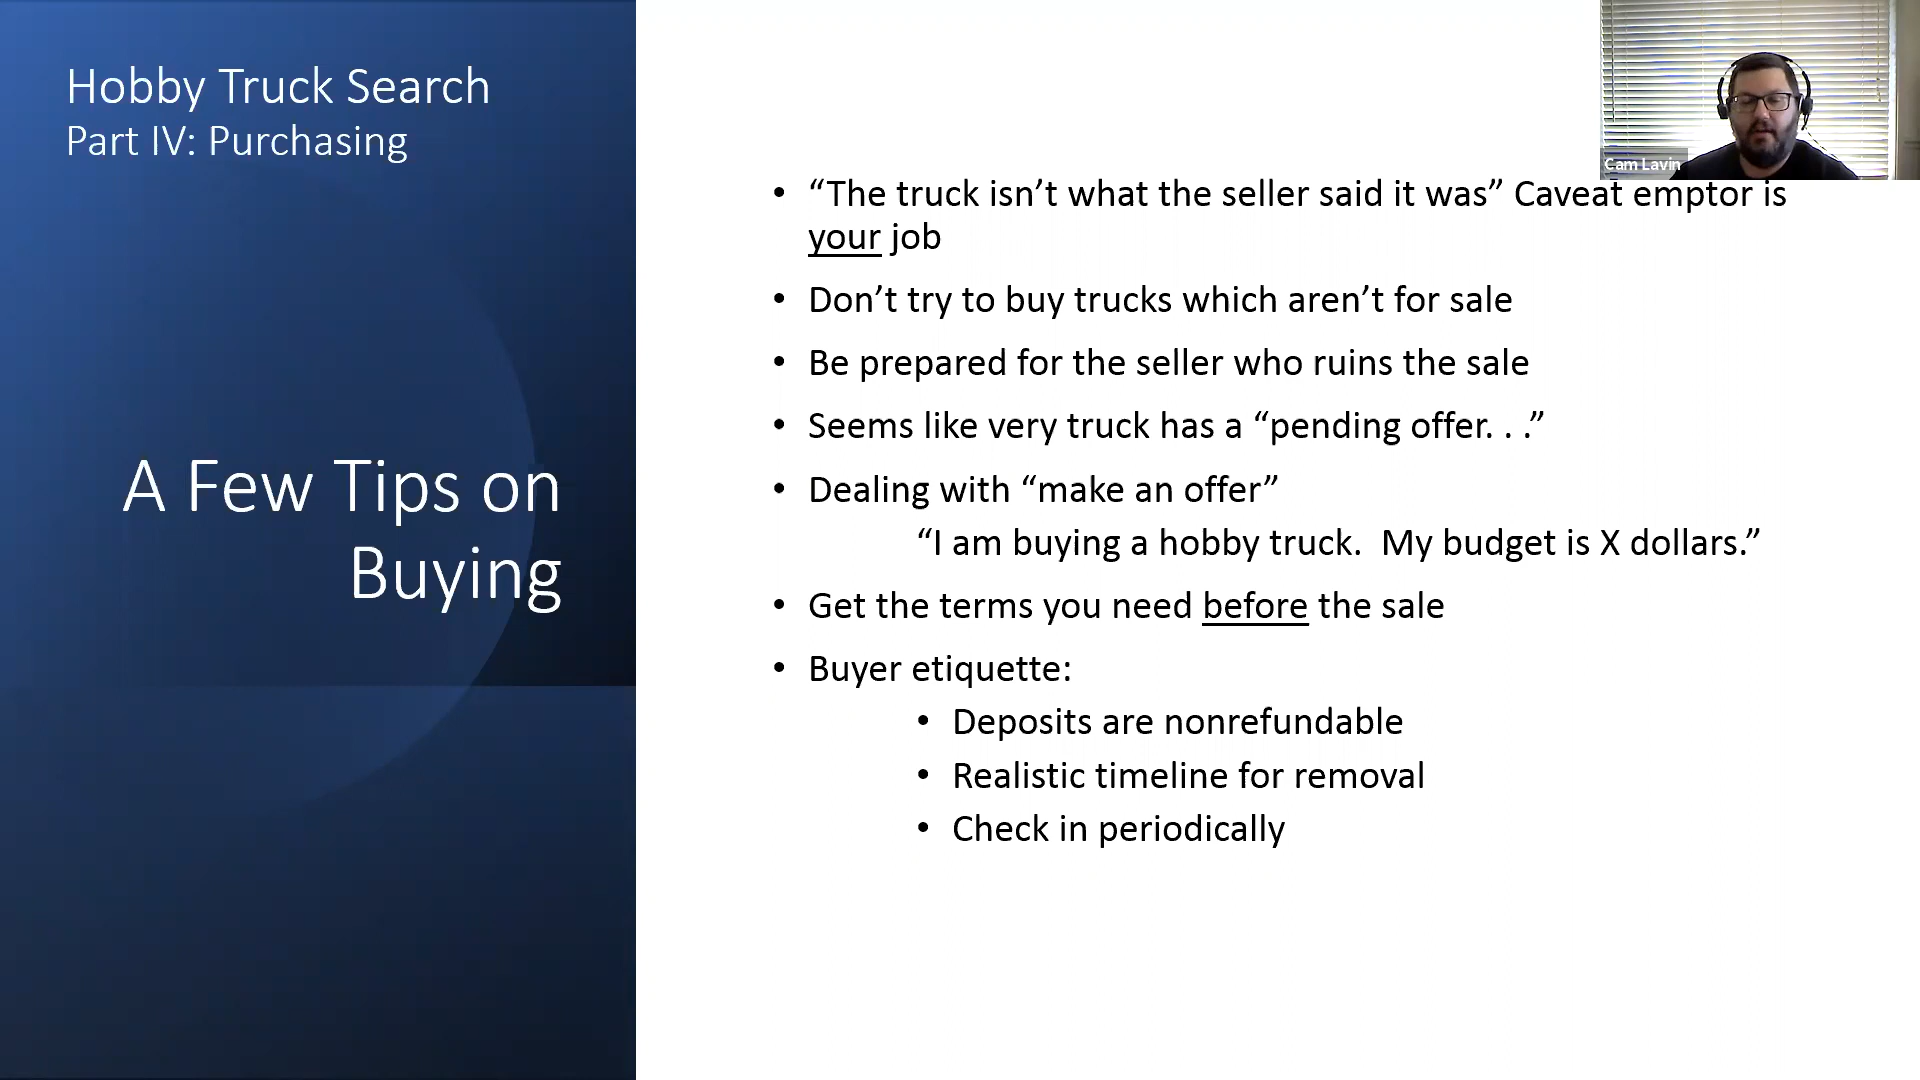 Hobby Truck Search
Part IV: Purchasing
A Few Tips on
Buying
Cam Lavin
• “The truck isn’t what the seller said it was” Caveat emptor is
your job
• Don’t try to buy trucks which aren’t for sale
• Be prepared for the seller who ruins the sale
• Seems like very truck has a “pending offer. . .”
• Dealing with “make an offer”
“I am buying a hobby truck.  My budget is X dollars.”
• Get the terms you need before the sale
• Buyer etiquette:
• Deposits are nonrefundable
• Realistic timeline for removal
• Check in periodically